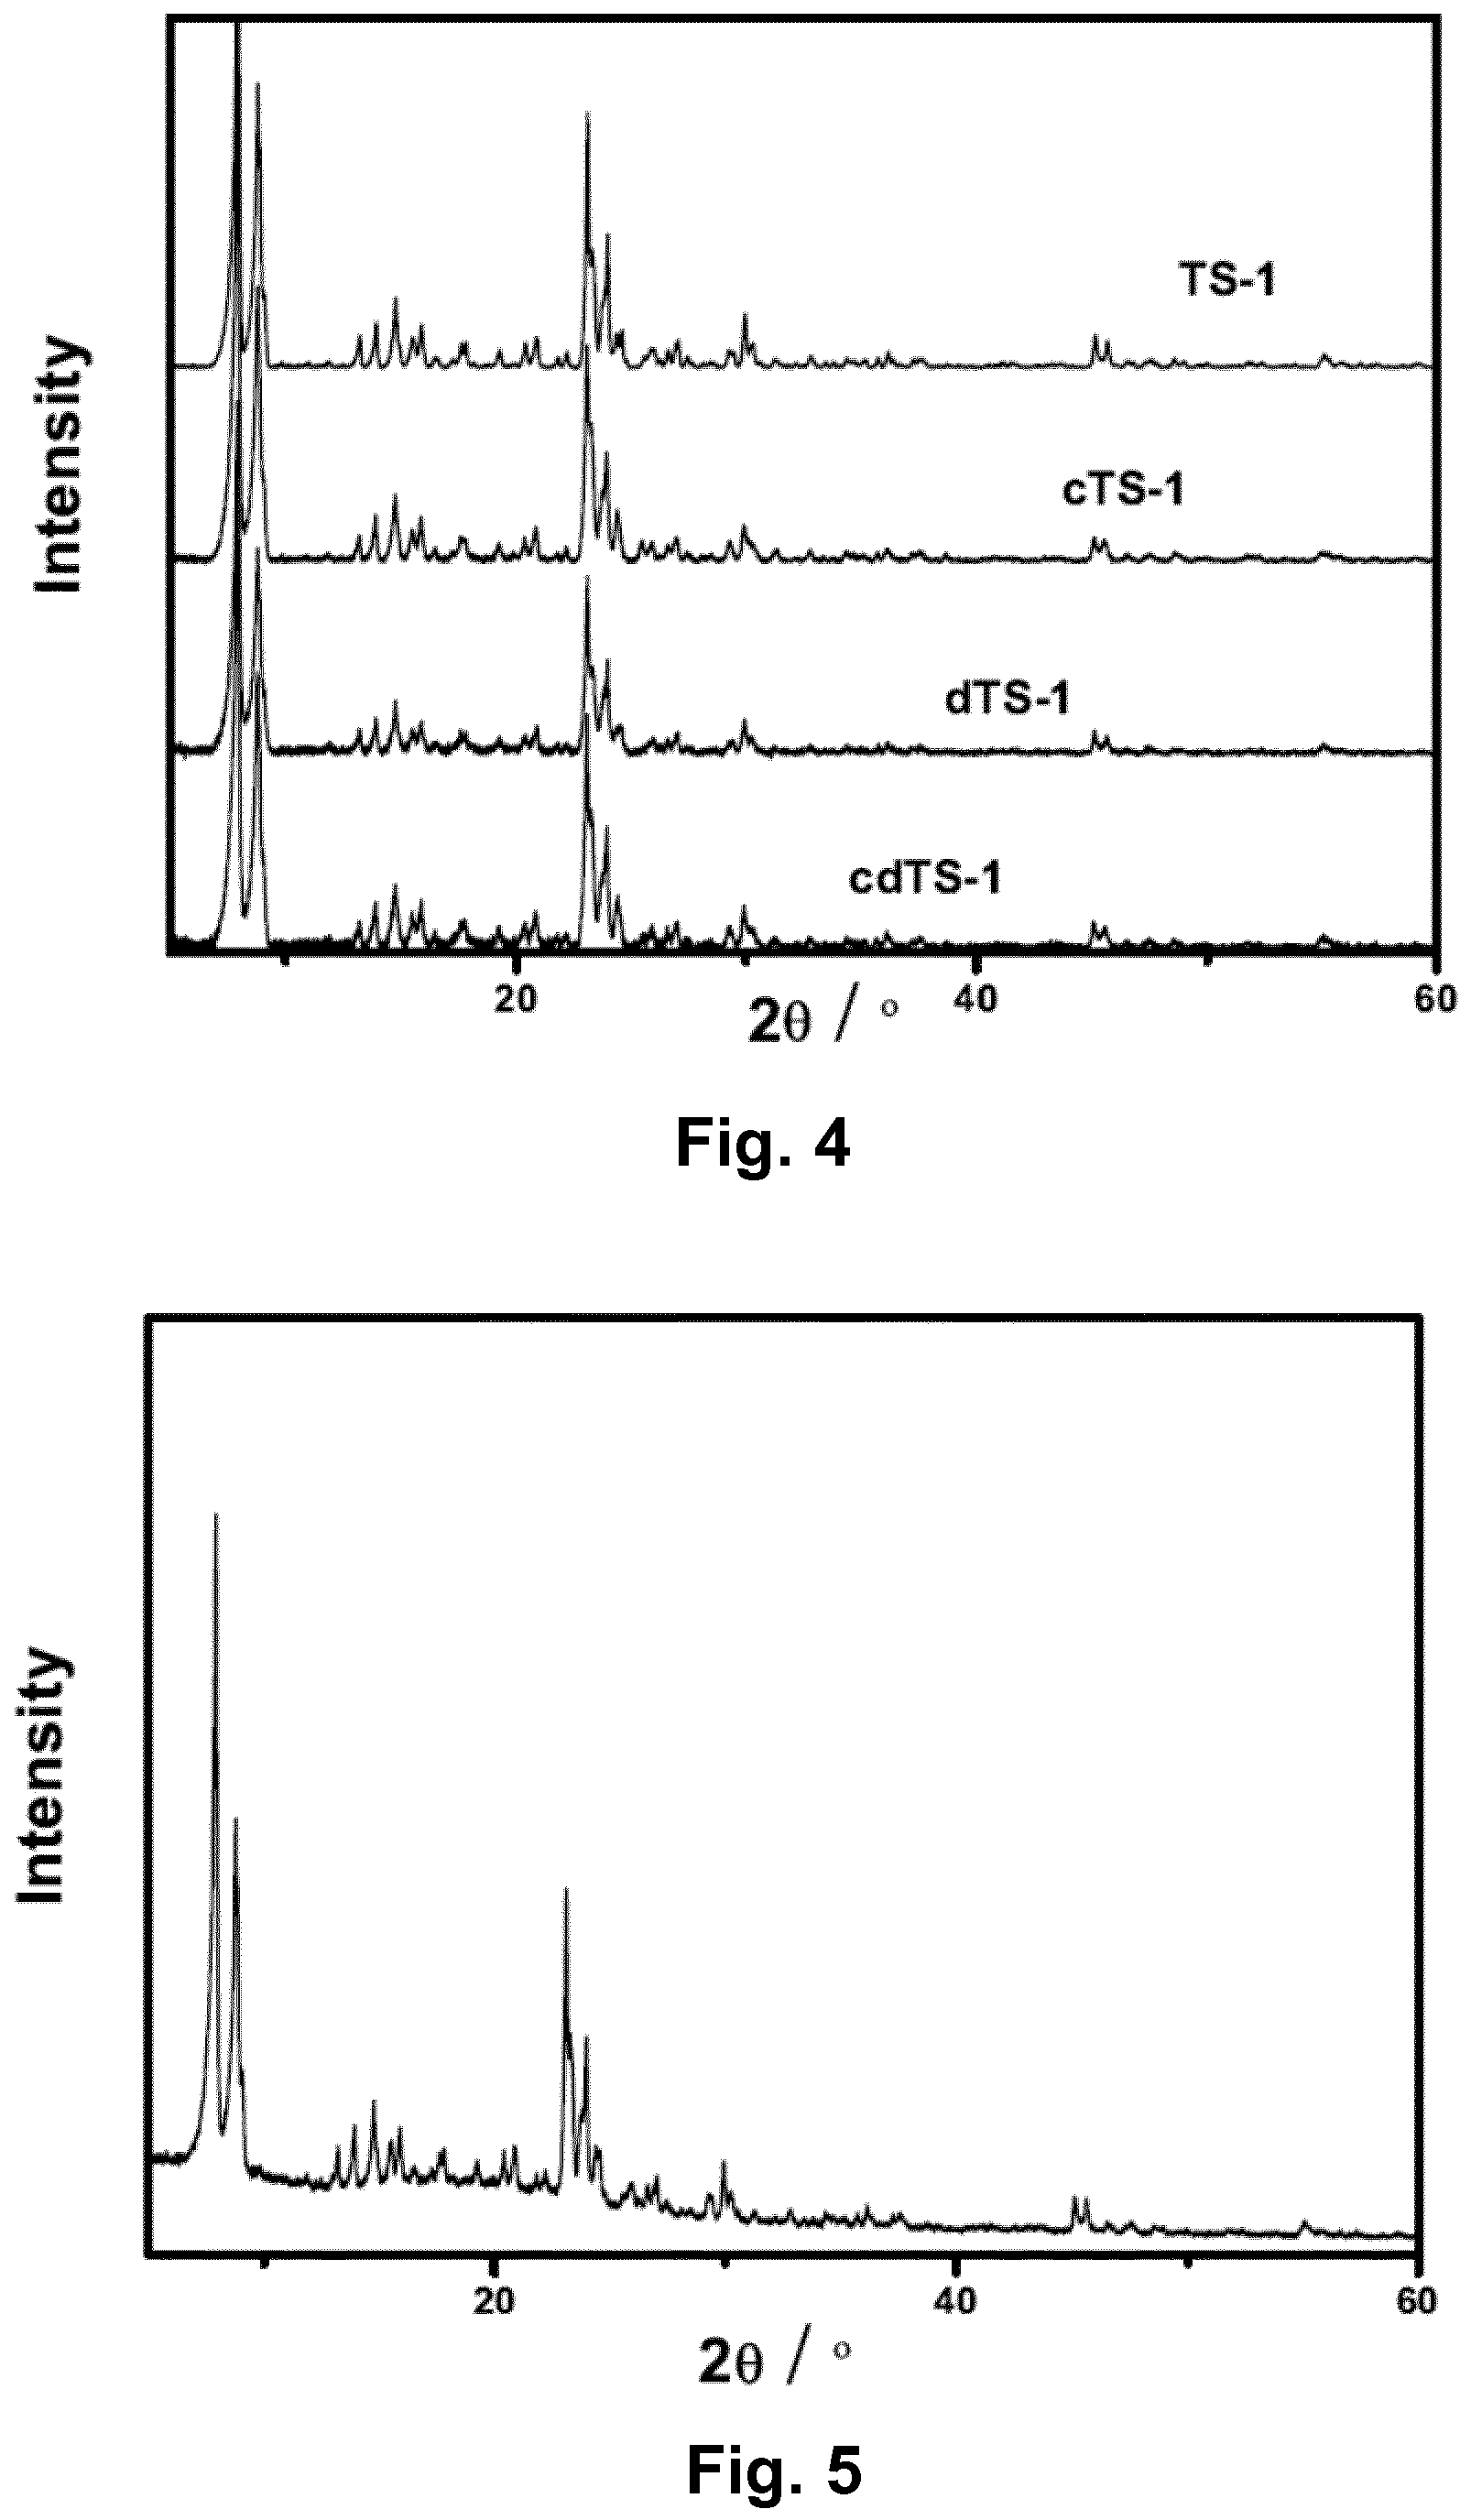 TS-1
cTS-1
dTS-1
cdTS-1
Intensity
20 40 60
2θ / °
Fig. 4
Intensity
20 40 60
2θ / °
Fig. 5